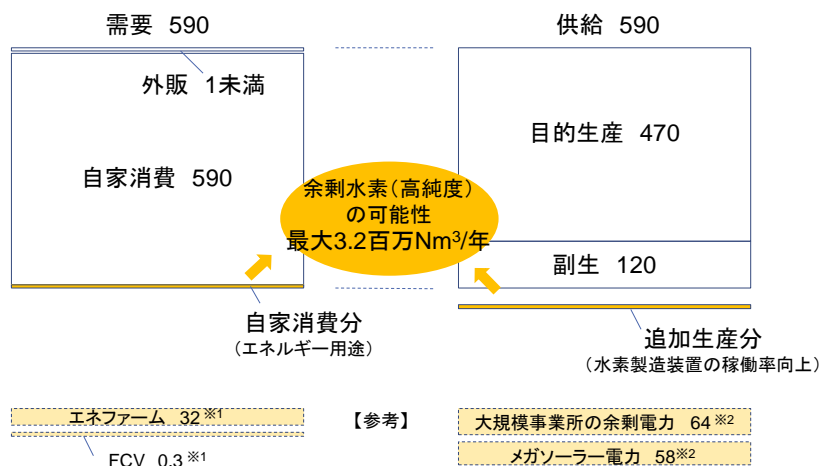 需要 590
供給 590
外販 1未満
自家消費 590
目的生産 470
余剰水素(高純度)
の可能性
最大3.2百万Nm³/年
副生 120
自家消費分
(エネルギー用途)
追加生産分
(水素製造装置の稼働率向上)
エネファーム 32※1
【参考】
大規模事業所の余剰電力 64※2
FCV 0.3※1
メガソーラー電力 58※2